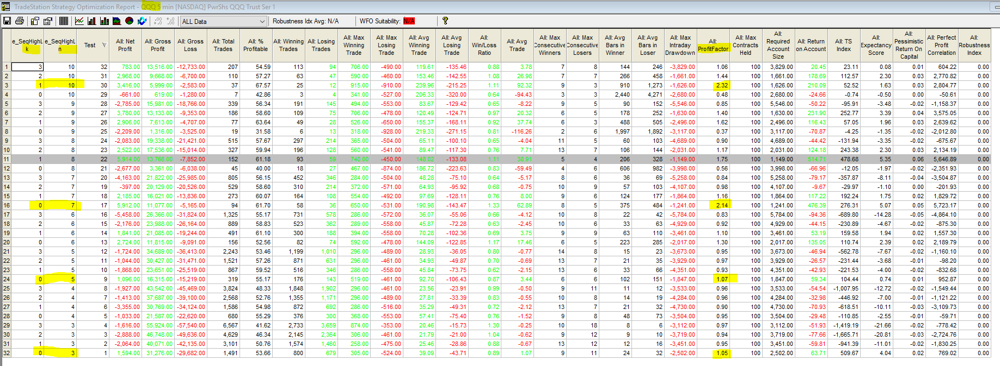 TradeStation Strategy Optimization Report - QQQ 5 min [NASDAQ] PwrShs QQQ Trust Ser 1
ALL Data Robustness Idx Avg: N/A WFO Suitability: N/A
e_SeqHighL k e_SeqHighL n Test All: Net Profit All: Gross Profit All: Gross Loss All: Total Trades All: % Profitable All: Winning Trades All: Losing Trades All: Max Winning Trade All: Max Losing Trade All: Avg Winning Trade All: Avg Losing Trade All: Win/Loss Ratio All: Avg Trade All: Max Consecutive Winners All: Max Consecutive Losers All: Avg Bars in Winner All: Avg Bars in Loser All: Max Intraday Drawdown All: ProfitFactor All: Max Contracts Held All: Required Account Size All: Return on Account All: TS Index All: Expectancy Score All: Pessimistic Return On Capital All: Perfect Profit Correlation All: Robustness Index
1 3 10 32 783.00 13,516.00 -12,733.00 207 54.59 113 94 706.00 -490.00 119.61 -135.46 0.88 3.78 7 8 144 246 -3,829.00 1.06 100 3,829.00 20.45 23.11 0.08 0.01 604.22 0.00
2 2 10 31 2,968.00 9,668.00 -6,700.00 110 57.27 63 47 590.00 -460.00 153.46 -142.55 1.08 26.98 7 7 266 458 -1,661.00 1.44 100 1,661.00 178.69 112.57 2.30 0.03 2,770.82 0.00
3 1 10 30 3,416.00 5,999.00 -2,583.00 37 67.57 25 12 915.00 -910.00 239.96 -215.25 1.11 92.32 9 3 910 1,273 -1,626.00 2.32 100 1,626.00 210.09 52.52 1.63 0.03 2,804.77 0.00
4 0 10 29 -661.00 619.00 -1,280.00 7 42.86 3 4 341.00 -527.00 206.33 -320.00 0.64 -94.43 3 3 2,440 4,271 -2,680.00 0.48 100 2,680.00 -24.66 -0.74 -0.50 0.00 -50.61 0.00
5 3 9 28 -2,785.00 15,981.00 -18,766.00 339 56.34 191 145 494.00 -553.00 83.67 -129.42 0.65 -8.22 9 5 90 152 -5,546.00 0.85 100 5,546.00 -50.22 -95.91 -3.48 -0.02 -1,158.37 0.00
6 2 9 27 3,780.00 13,133.00 -9,353.00 186 58.60 109 75 706.00 -478.00 120.49 -124.71 0.97 20.32 6 5 178 252 -1,630.00 1.40 100 1,630.00 231.90 252.77 3.39 0.04 3,575.05 0.00
7 1 9 26 2,906.00 7,613.00 -4,707.00 77 63.64 49 28 526.00 -650.00 155.37 -168.11 0.92 37.74 6 3 488 505 -2,496.00 1.62 100 2,496.00 116.43 57.05 1.96 0.03 2,639.62 0.00
8 0 9 25 -2,209.00 1,316.00 -3,525.00 19 31.58 6 13 318.00 -928.00 219.33 -271.15 0.81 -116.26 2 6 1,997 1,892 -3,117.00 0.37 100 3,117.00 -70.87 -4.25 -1.35 -0.02 -2,012.80 0.00
9 3 8 24 -2,083.00 19,338.00 -21,421.00 515 57.67 297 214 365.00 -504.00 65.11 -100.10 0.65 -4.04 11 5 60 103 -4,689.00 0.90 100 4,689.00 -44.42 -131.94 -3.35 -0.02 -675.67 0.00
10 2 8 23 2,522.00 17,536.00 -15,014.00 327 59.94 196 128 560.00 -541.00 89.47 -117.30 0.76 7.71 13 7 106 144 -2,031.00 1.17 100 2,031.00 124.18 243.38 2.30 0.03 2,134.19 0.00
11 1 8 22 5,914.00 13,766.00 -7,852.00 152 61.18 93 59 740.00 -450.00 148.02 -133.08 1.11 38.91 5 4 206 328 -1,149.00 1.75 100 1,149.00 514.71 478.68 5.35 0.06 5,646.89 0.00
12 0 8 21 -2,677.00 3,361.00 -6,038.00 45 40.00 18 27 467.00 -874.00 186.72 -223.63 0.83 -59.49 4 6 606 982 -3,998.00 0.56 100 3,998.00 -66.96 -12.05 -1.97 -0.02 -2,351.93 0.00
13 3 7 20 -4,163.00 21,822.00 -25,985.00 805 56.15 452 346 284.00 -504.00 48.28 -75.10 0.64 -5.17 8 6 36 69 -5,258.00 0.84 100 5,258.00 -79.17 -357.87 -8.11 -0.04 -3,504.87 0.00
14 2 7 19 -397.00 20,129.00 -20,526.00 529 58.60 310 214 372.00 -571.00 64.93 -95.92 0.68 -0.75 10 9 57 103 -4,107.00 0.98 100 4,107.00 -9.67 -29.97 -1.10 0.00 -201.93 0.00
15 1 7 18 2,185.00 16,021.00 -13,836.00 273 60.07 164 108 554.00 -492.00 97.69 -128.11 0.76 8.00 9 6 124 177 -1,864.00 1.16 100 1,864.00 117.22 192.24 1.75 0.02 1,829.72 0.00
16 0 7 17 5,912.00 11,077.00 -5,165.00 94 61.70 58 36 650.00 -531.00 190.98 -143.47 1.33 62.89 8 5 375 484 -1,241.00 2.14 100 1,241.00 476.39 276.31 5.07 0.05 5,723.17 0.00
17 3 6 16 -5,458.00 26,366.00 -31,824.00 1,325 55.17 731 578 286.00 -572.00 36.07 -55.06 0.66 -4.12 10 8 22 42 -5,784.00 0.83 100 5,784.00 -94.36 -689.80 -14.28 -0.05 -4,864.10 0.00
18 2 6 15 -2,176.00 23,988.00 -26,164.00 889 58.83 523 362 289.00 -558.00 45.87 -72.28 0.63 -2.45 10 6 33 63 -4,929.00 0.92 100 4,929.00 -44.15 -230.89 -4.67 -0.02 -875.30 0.00
19 1 6 14 1,841.00 21,085.00 -19,244.00 491 61.10 300 188 394.00 -558.00 70.28 -102.36 0.69 3.75 9 9 63 110 -3,461.00 1.10 100 3,461.00 53.19 159.58 1.94 0.02 1,557.30 0.00
20 0 6 13 2,724.00 11,815.00 -9,091.00 156 52.56 82 74 592.00 -478.00 144.09 -122.85 1.17 17.46 6 5 223 285 -2,017.00 1.30 100 2,017.00 135.05 110.74 2.39 0.02 2,189.79 0.00
21 3 5 12 -1,724.00 34,689.00 -36,413.00 2,243 53.46 1,199 1,010 296.00 -489.00 28.93 -36.05 0.80 -0.77 14 8 15 23 -3,673.00 0.95 100 3,673.00 -46.94 -562.78 -7.67 -0.02 -1,160.10 0.00
22 2 5 11 -1,044.00 30,427.00 -31,471.00 1,521 57.26 871 631 296.00 -461.00 34.93 -49.87 0.70 -0.69 13 7 21 35 -3,929.00 0.97 100 3,929.00 -26.57 -231.44 -3.68 -0.01 -98.20 0.00
23 1 5 10 -1,868.00 23,651.00 -25,519.00 867 59.52 516 346 286.00 -558.00 45.84 -73.75 0.62 -2.15 13 6 33 66 -4,351.00 0.93 100 4,351.00 -42.93 -221.53 -4.00 -0.02 -832.68 0.00
24 0 5 9 1,096.00 16,315.00 -15,219.00 319 55.17 176 143 519.00 -461.00 92.70 -106.43 0.87 3.44 6 6 102 151 -1,847.00 1.07 100 1,847.00 59.34 104.44 0.74 0.01 952.87 0.00
25 3 4 8 -1,927.00 43,542.00 -45,469.00 3,824 48.33 1,848 1,902 296.00 -461.00 23.56 -23.91 0.99 -0.50 9 11 11 12 -3,533.00 0.96 100 3,533.00 -54.54 -1,007.95 -12.72 -0.02 -1,549.44 0.00
26 2 4 7 -1,413.00 37,687.00 -39,100.00 2,568 52.76 1,355 1,171 296.00 -489.00 27.81 -33.39 0.83 -0.55 10 8 14 19 -4,284.00 0.96 100 4,284.00 -32.98 -446.92 -7.00 -0.01 -1,121.22 0.00
27 1 4 6 -3,355.00 30,769.00 -34,124.00 1,586 54.98 872 692 286.00 -516.00 35.29 -49.31 0.72 -2.12 13 7 21 32 -4,730.00 0.90 100 4,730.00 -70.93 -618.51 -10.11 -0.03 -3,109.73 0.00
28 0 4 5 -1,033.00 21,587.00 -22,620.00 680 55.29 376 300 368.00 -553.00 57.41 -75.40 0.76 -1.52 9 8 48 73 -3,504.00 0.95 100 3,504.00 -29.48 -110.85 -2.55 -0.01 -59.71 0.00
29 3 3 4 -1,616.00 55,924.00 -57,540.00 6,567 41.62 2,733 3,659 874.00 -353.00 20.46 -15.73 1.30 -0.25 10 18 8 6 -3,112.00 0.97 100 3,112.00 -51.93 -1,419.19 -21.66 -0.02 -778.42 0.00
30 2 3 3 -2,888.00 46,748.00 -49,636.00 4,629 46.34 2,145 2,364 306.00 -461.00 21.79 -21.00 1.04 -0.62 9 12 9 10 -3,719.00 0.94 100 3,719.00 -77.66 -1,665.71 -20.81 -0.03 -2,724.76 0.00
31 1 3 2 -2,064.00 40,071.00 -42,135.00 3,101 50.76 1,574 1,460 258.00 -475.00 25.46 -28.86 0.88 -0.67 13 12 12 16 -3,451.00 0.95 100 3,451.00 -59.81 -941.39 -11.01 -0.02 -1,830.25 0.00
32 0 3 1 1,594.00 31,276.00 -29,682.00 1,491 53.66 800 679 305.00 -524.00 39.09 -43.71 0.89 1.07 9 11 24 32 -2,502.00 1.05 100 2,502.00 63.71 509.67 4.04 0.02 769.02 0.00